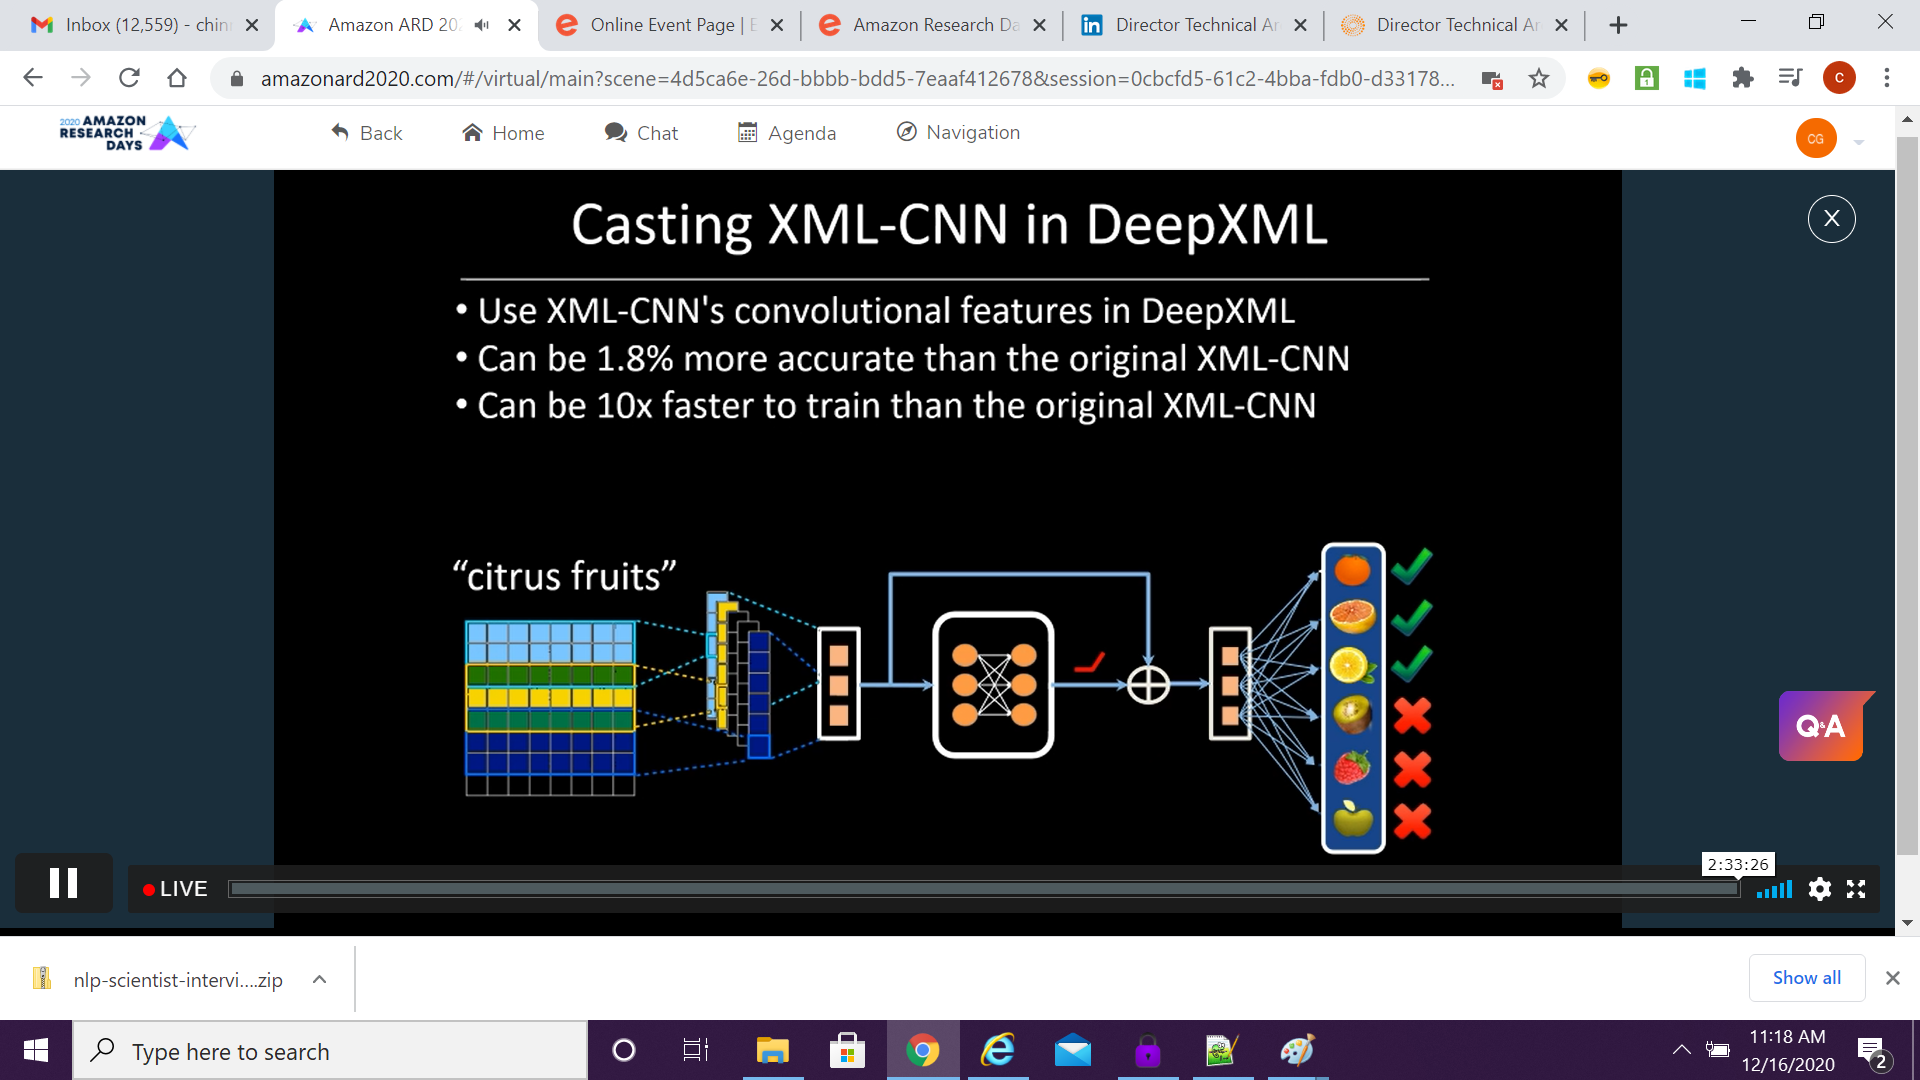 Inbox (12,559) - chin
Amazon ARD 20
Online Event Page | E
Amazon Research Da
Director Technical Ar
Director Technical Ar
amazonard2020.com/#/virtual/main?scene=4d5ca6e-26d-bbbb-bdd5-7eaaf412678&session=0cbcfd5-61c2-4bba-fdb0-d33178...
C
2020 AMAZON
RESEARCH
DAYS
Back
Home
Chat
Agenda
Navigation
CG
Casting XML-CNN in DeepXML
X
• Use XML-CNN's convolutional features in DeepXML
• Can be 1.8% more accurate than the original XML-CNN
• Can be 10x faster to train than the original XML-CNN
“citrus fruits”
Q&A
2:33:26
LIVE
nlp-scientist-intervi....zip
Show all
Type here to search
11:18 AM
12/16/2020
2